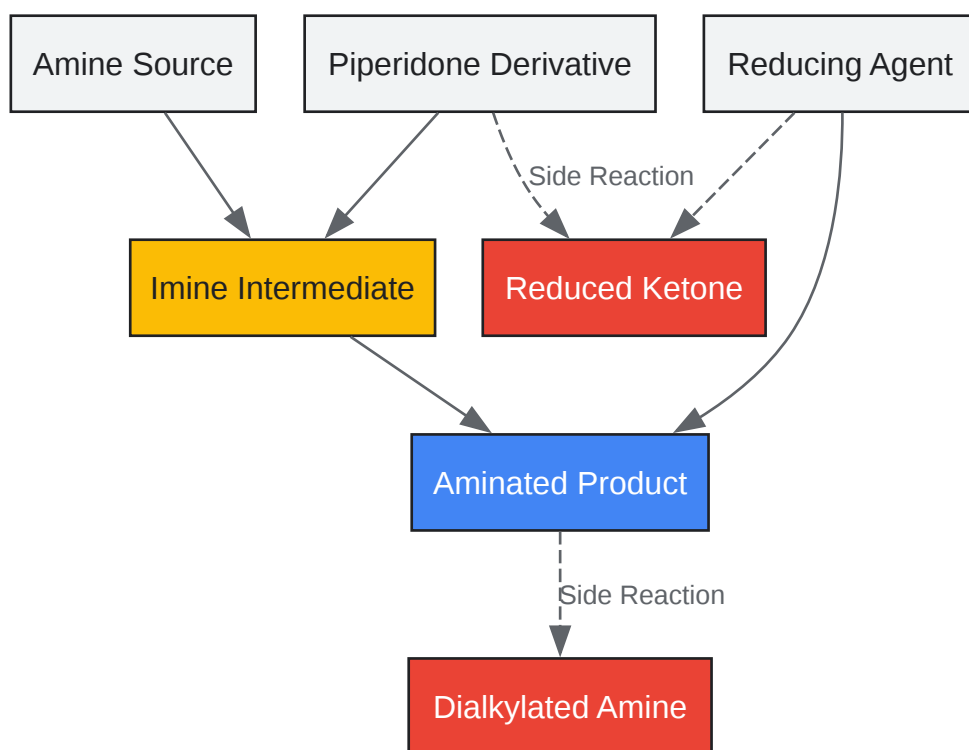 Amine Source
Piperidone Derivative
Reducing Agent
Side Reaction
Imine Intermediate
Reduced Ketone
Aminated Product
Side Reaction
Dialkylated Amine